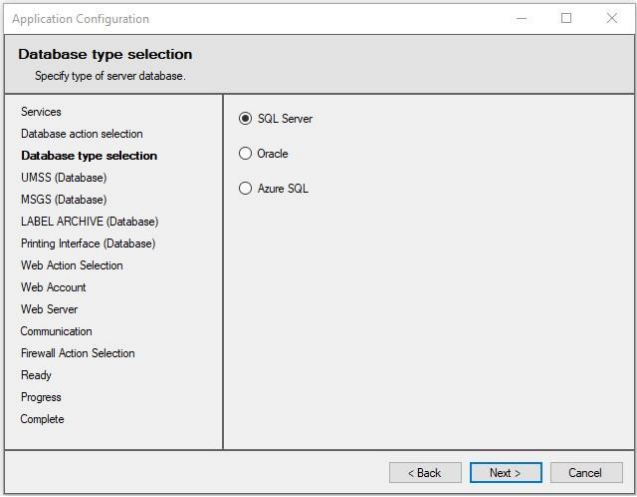 Application Configuration
Database type selection
Specify type of server database.
Services
Database action selection
Database type selection
UMSS (Database)
MSGS (Database)
LABEL ARCHIVE (Database)
Printing Interface (Database)
Web Action Selection
Web Account
Web Server
Communication
Firewall Action Selection
Ready
Progress
Complete
SQL Server
Oracle
Azure SQL
< Back
Next >
Cancel